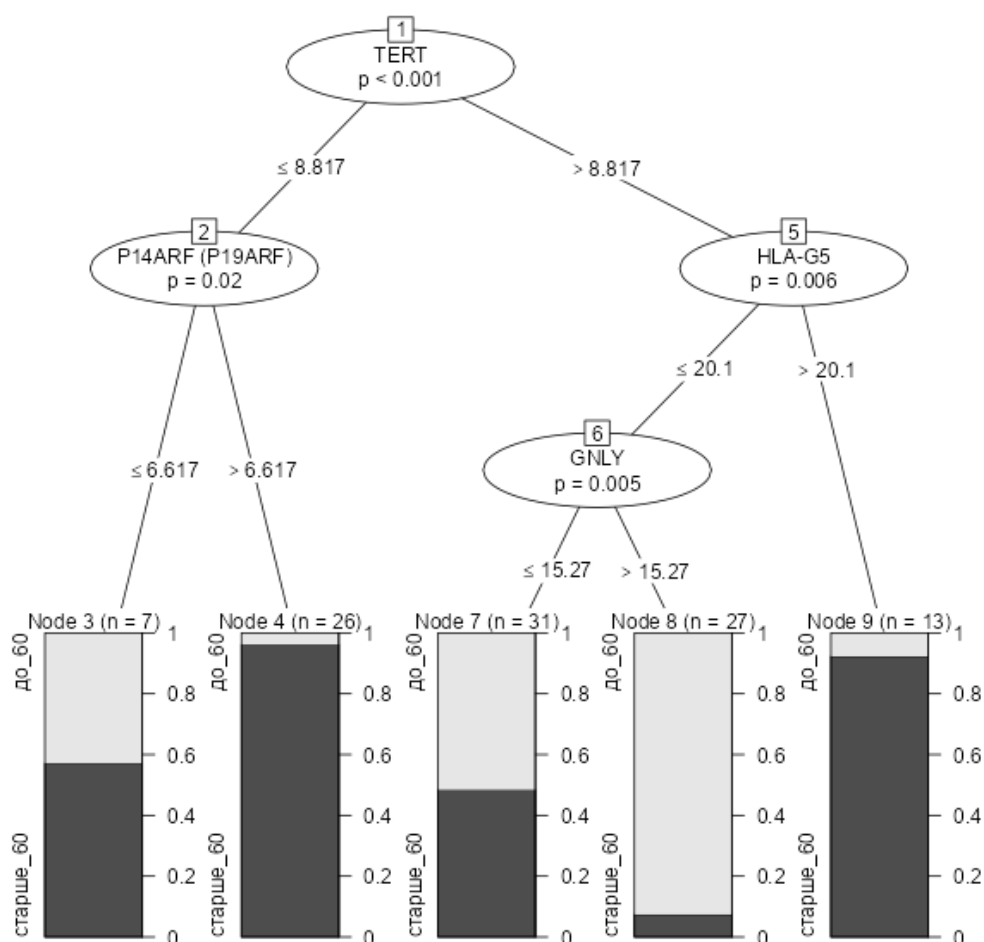 1
TERT
p < 0.001
≤ 8.817
> 8.817
2
P14ARF (P19ARF)
p = 0.02
5
HLA-G5
p = 0.006
≤ 20.1
> 20.1
6
GNLY
p = 0.005
≤ 6.617
> 6.617
≤ 15.27
> 15.27
Node 3 (n = 7)
до_60
старше_60
1
0.8
0.6
0.4
0.2
0
Node 4 (n = 26)
до_60
старше_60
1
0.8
0.6
0.4
0.2
0
Node 7 (n = 31)
до_60
старше_60
1
0.8
0.6
0.4
0.2
0
Node 8 (n = 27)
до_60
старше_60
1
0.8
0.6
0.4
0.2
0
Node 9 (n = 13)
до_60
старше_60
1
0.8
0.6
0.4
0.2
0